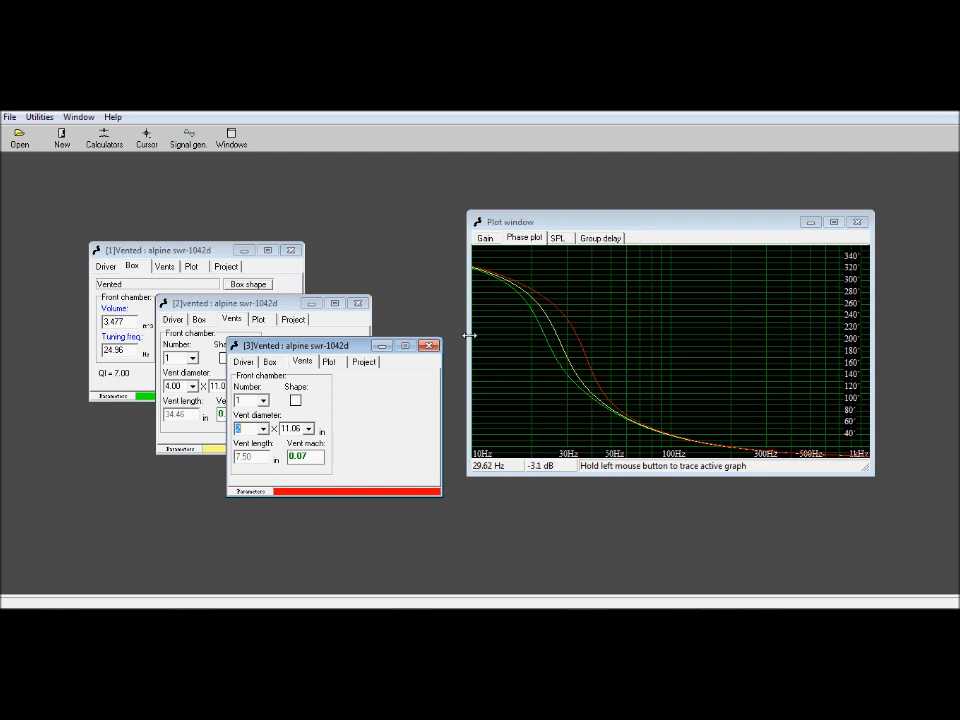 File Utilities Window Help
Open New Calculators Cursor Signal gen. Windows
[1]Vented : alpine swr-1042d
Driver Box Vents Plot Project
Vented Box shape
Front chamber:
Volume:
3.477
Tuning freq.:
24.96 Hz
Ql = 7.00
Parameters
[2]vented : alpine swr-1042d
Driver Box Vents Plot Project
Front chamber:
Number:
1
Vent diameter:
4.00 X 11.0
Vent length:
34.46 in
Parameters
[3]Vented : alpine swr-1042d
Driver Box Vents Plot Project
Front chamber:
Number: Shape:
1
Vent diameter:
2 X 11.06 in
Vent length: Vent mach:
7.50 in 0.07
Parameters
Plot window
Gain Phase plot SPL Group delay
340°
320°
300°
280°
260°
240°
220°
200°
180°
160°
140°
120°
100°
80°
60°
40°
10Hz 30Hz 50Hz 100Hz 300Hz 500Hz 1kHz
29.62 Hz -3.1 dB Hold left mouse button to trace active graph